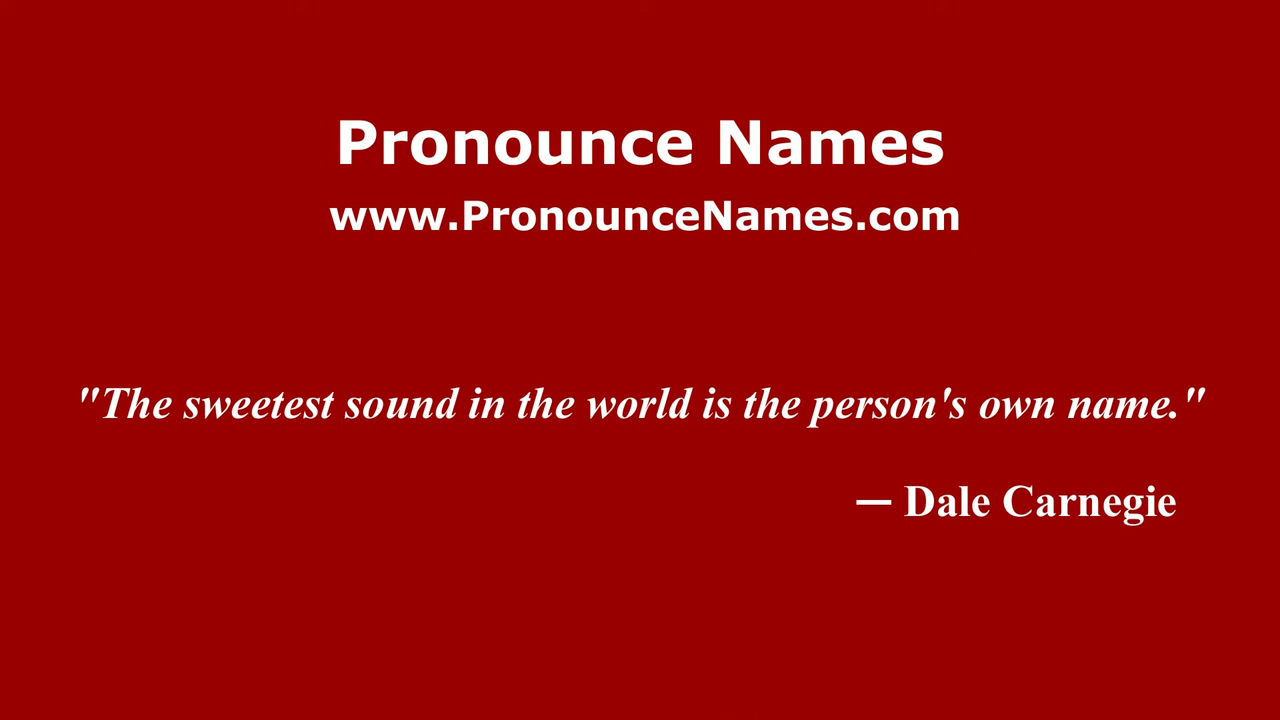 Pronounce Names
www.PronounceNames.com
"The sweetest sound in the world is the person's own name."
— Dale Carnegie